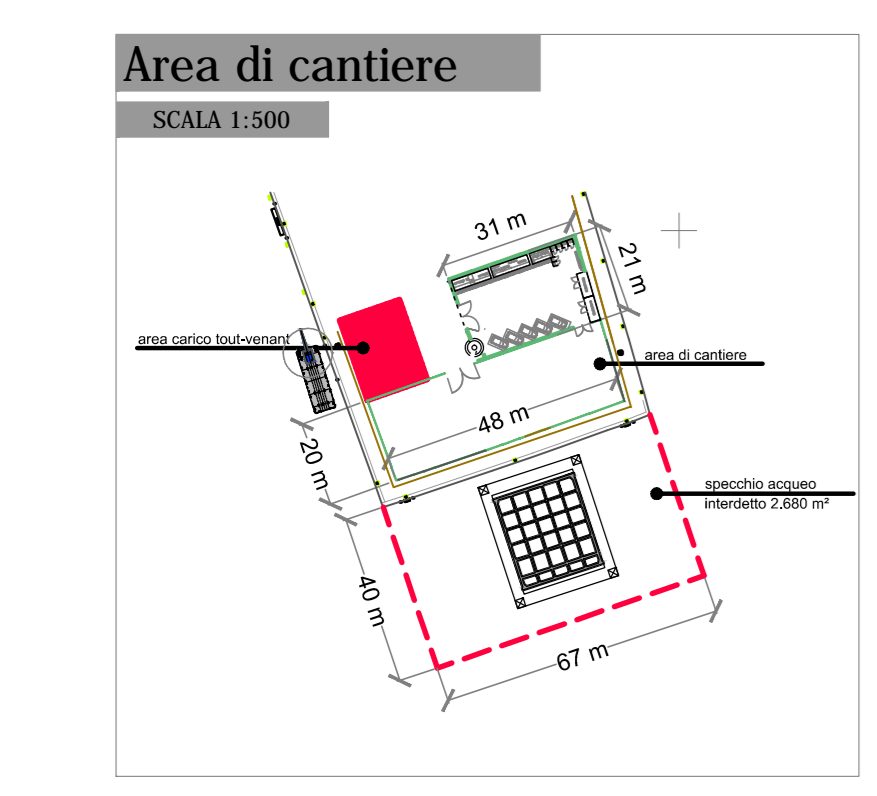 Area di cantiere
SCALA 1:500
31 m
21 m
area carico tout-venant
area di cantiere
48 m
20 m
specchio acqueo
interdetto 2.680 m²
40 m
67 m